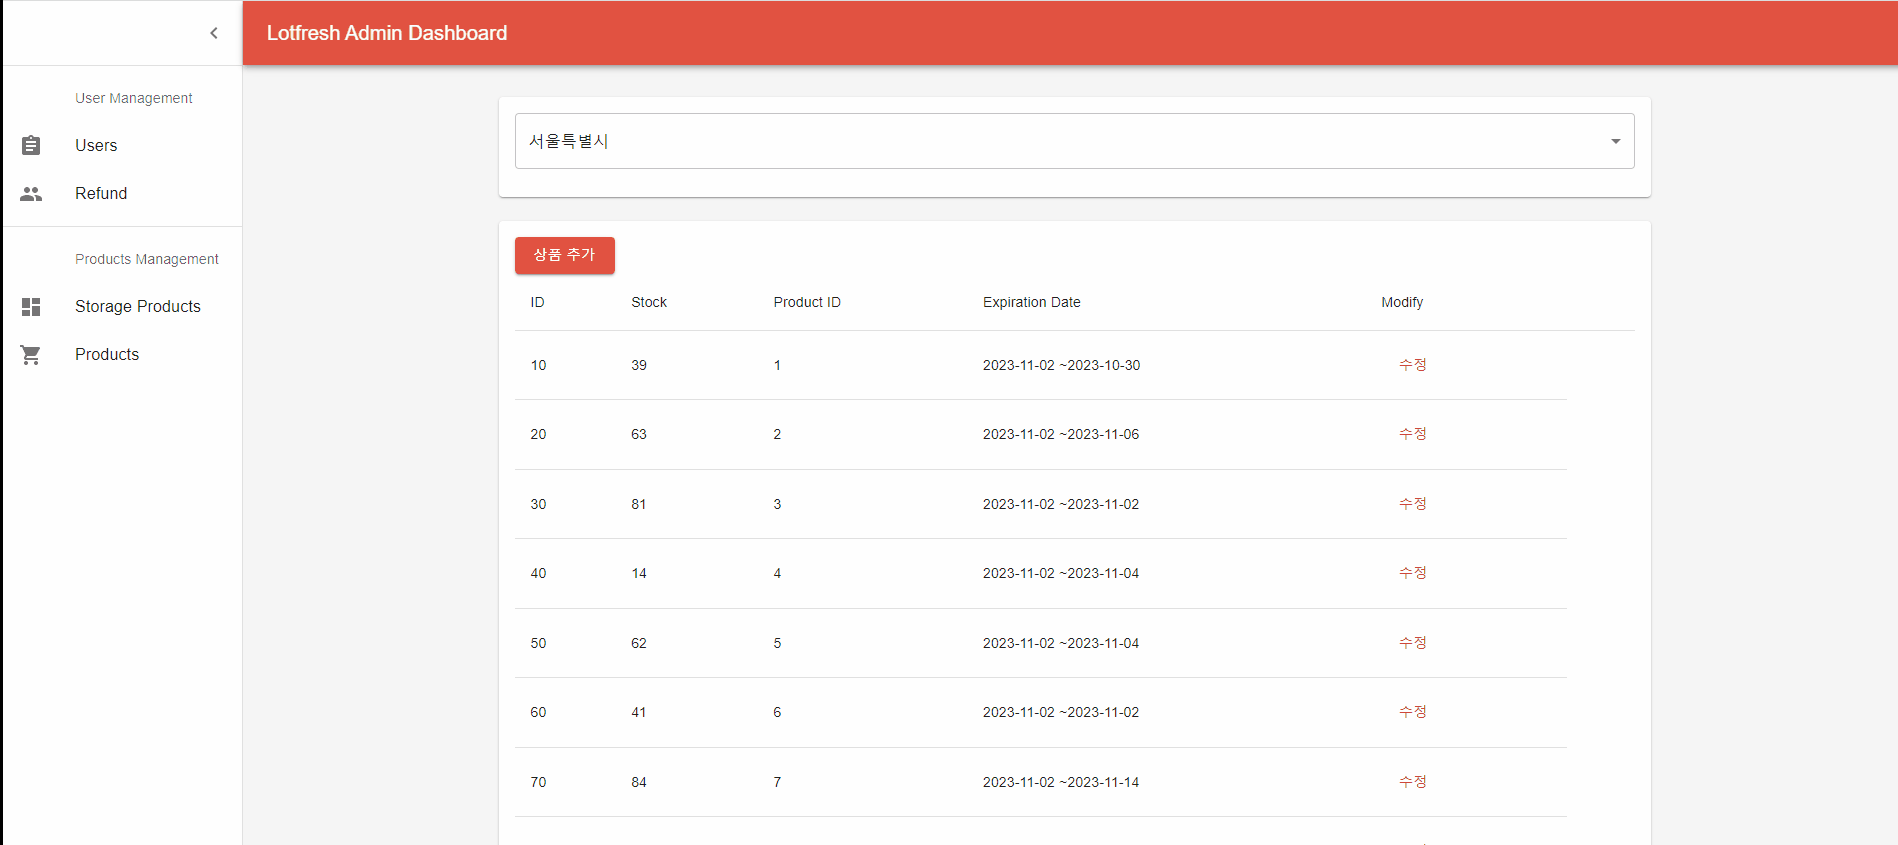 Lotfresh Admin Dashboard
User Management
Users
Refund
Products Management
Storage Products
Products
서울특별시
상품 추가
ID Stock Product ID Expiration Date Modify
10 39 1 2023-11-02 ~2023-10-30 수정
20 63 2 2023-11-02 ~2023-11-06 수정
30 81 3 2023-11-02 ~2023-11-02 수정
40 14 4 2023-11-02 ~2023-11-04 수정
50 62 5 2023-11-02 ~2023-11-04 수정
60 41 6 2023-11-02 ~2023-11-02 수정
70 84 7 2023-11-02 ~2023-11-14 수정